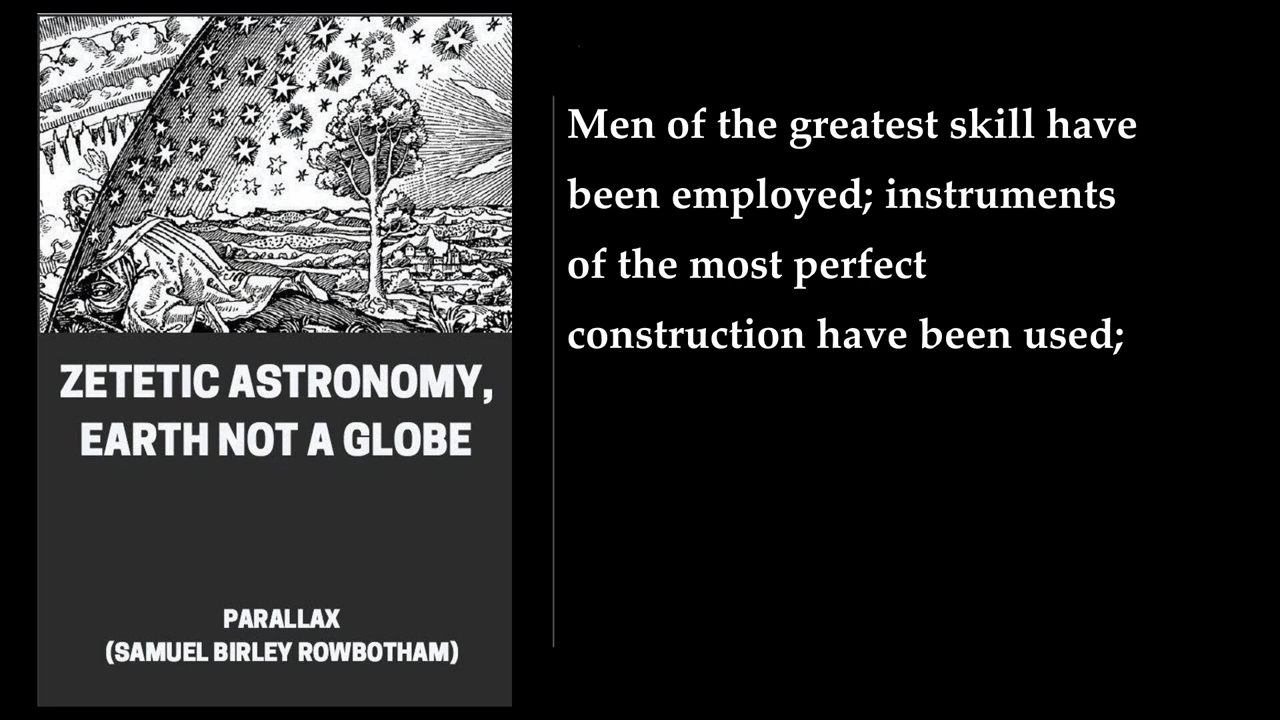 ZETETIC ASTRONOMY,
EARTH NOT A GLOBE
PARALLAX
(SAMUEL BIRLEY ROWBOTHAM)
Men of the greatest skill have
been employed; instruments
of the most perfect
construction have been used;